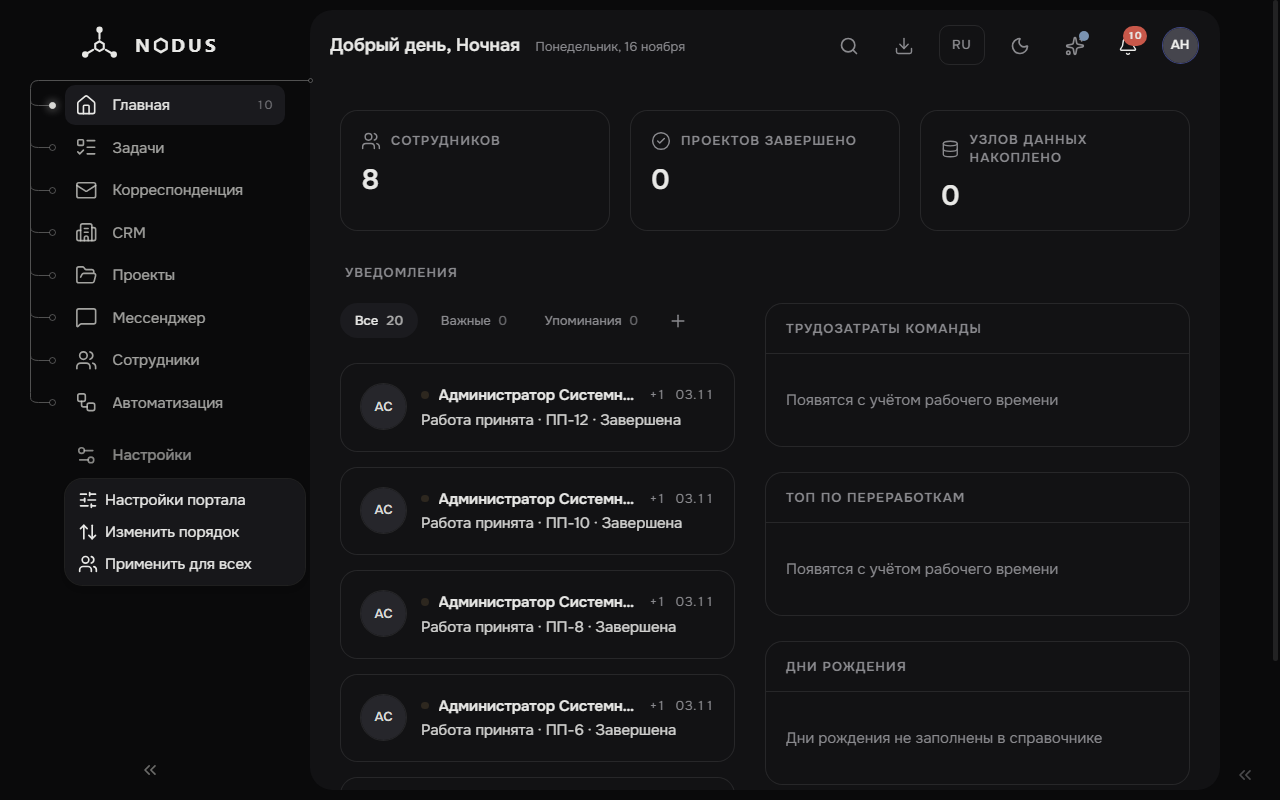 NODUS
Главная 10
Задачи
Корреспонденция
CRM
Проекты
Мессенджер
Сотрудники
Автоматизация
Настройки
Настройки портала
Изменить порядок
Применить для всех
Добрый день, Ночная Понедельник, 16 ноября
RU
10
АН
СОТРУДНИКОВ
8
ПРОЕКТОВ ЗАВЕРШЕНО
0
УЗЛОВ ДАННЫХ
НАКОПЛЕНО
0
УВЕДОМЛЕНИЯ
Все 20 Важные 0 Упоминания 0
АС
Администратор Системн... +1 03.11
Работа принята · ПП-12 · Завершена
АС
Администратор Системн... +1 03.11
Работа принята · ПП-10 · Завершена
АС
Администратор Системн... +1 03.11
Работа принята · ПП-8 · Завершена
АС
Администратор Системн... +1 03.11
Работа принята · ПП-6 · Завершена
ТРУДОЗАТРАТЫ КОМАНДЫ
Появятся с учётом рабочего времени
ТОП ПО ПЕРЕРАБОТКАМ
Появятся с учётом рабочего времени
ДНИ РОЖДЕНИЯ
Дни рождения не заполнены в справочнике